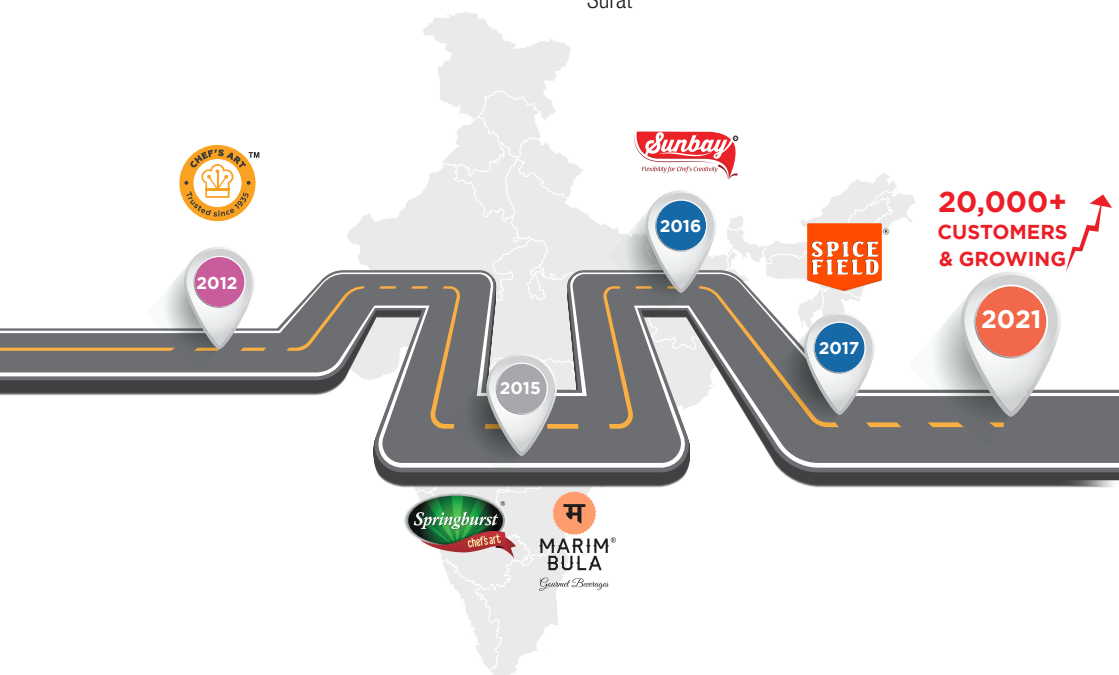 Surat
CHEF'S ART
TM
Trusted since 1935
2012
Sunbay®
Flexibility for Chef's Creativity
2016
SPICE
FIELD
®
20,000+
CUSTOMERS
& GROWING
2021
2017
2015
Springburst
®
chef's art
म
MARIM®
BULA
Gourmet Beverages